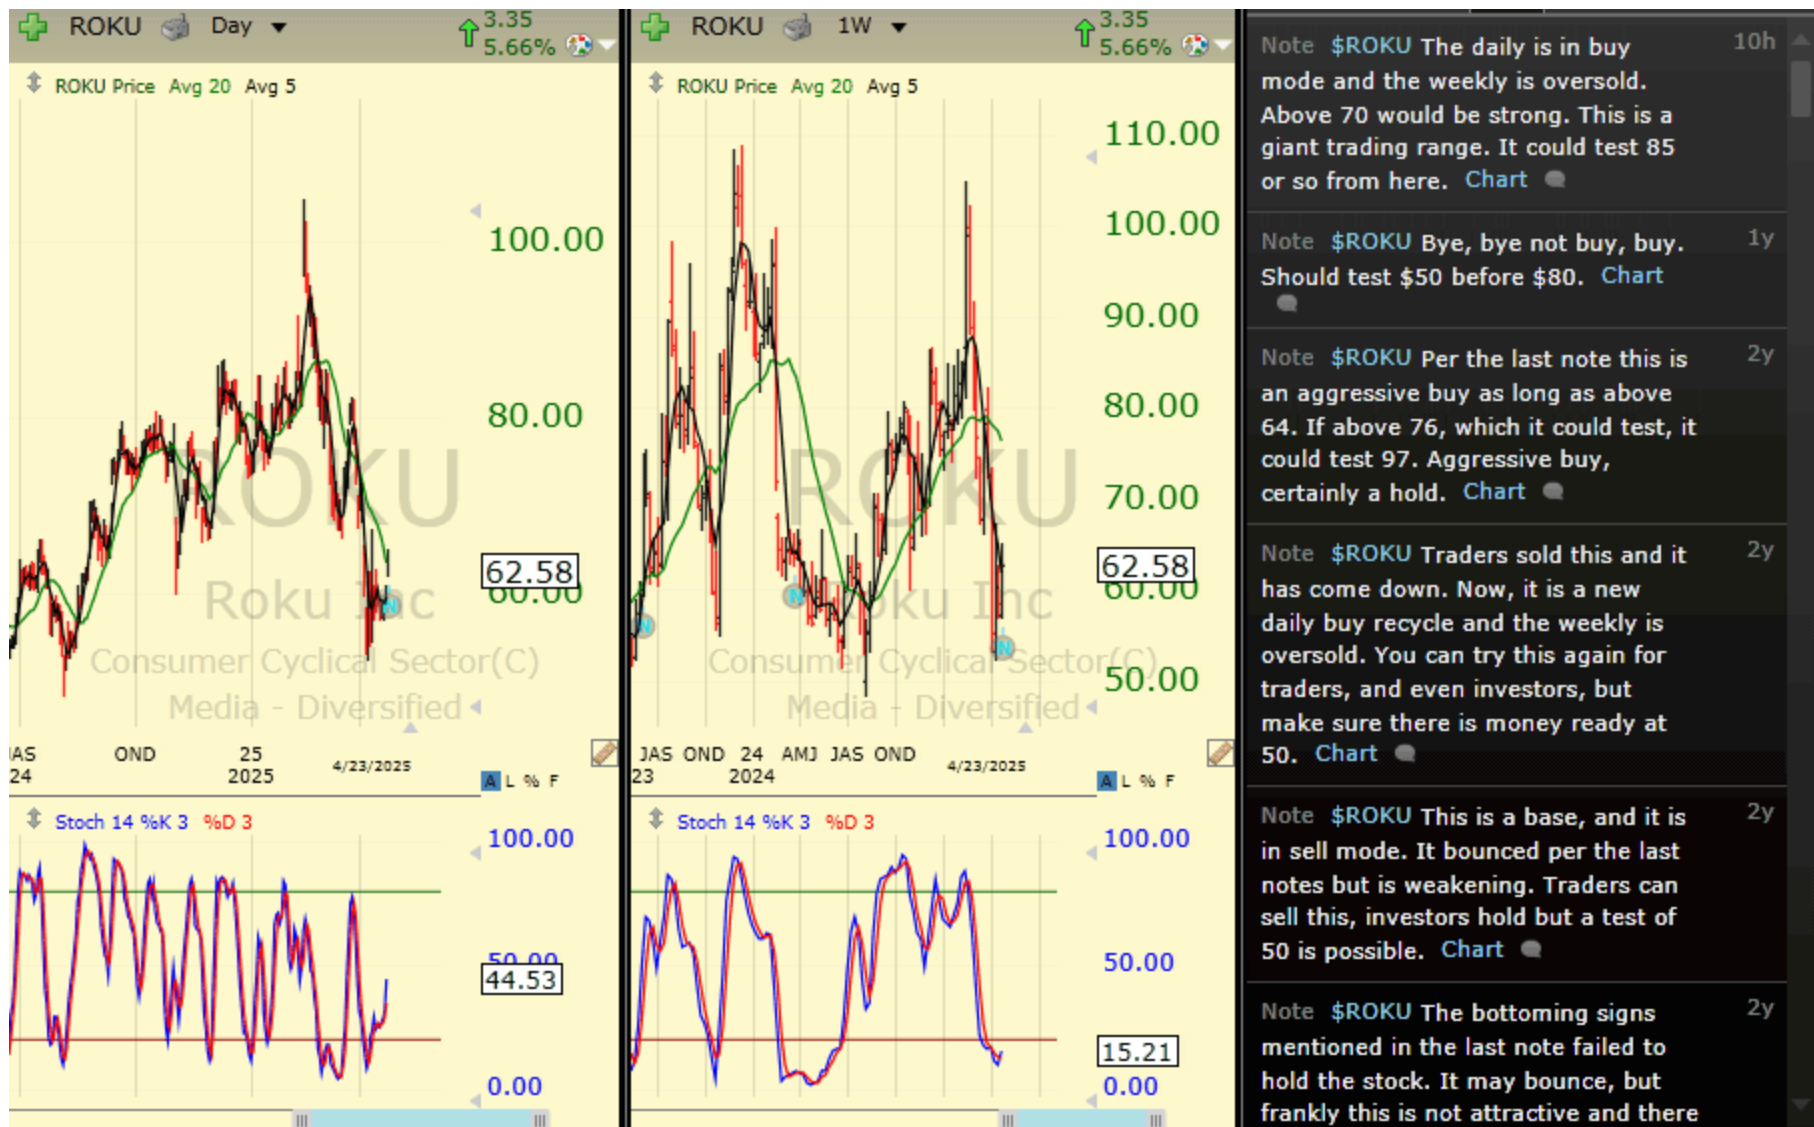 ROKU Day 3.35
5.66%
ROKU Price Avg 20 Avg 5
100.00
80.00
62.58
60.00
ROKU
Roku Inc
Consumer Cyclical Sector(C)
Media - Diversified
JAS OND 25
24 2025 4/23/2025
A L % F
Stoch 14 %K 3 %D 3
100.00
50.00
44.53
0.00
ROKU 1W 3.35
5.66%
ROKU Price Avg 20 Avg 5
110.00
100.00
90.00
80.00
70.00
62.58
60.00
50.00
ROKU
Roku Inc
Consumer Cyclical Sector(C)
Media - Diversified
N
N
N
N
JAS OND 24 AMJ JAS OND
23 2024 4/23/2025
A L % F
Stoch 14 %K 3 %D 3
100.00
50.00
15.21
0.00
Note $ROKU The daily is in buy 10h
mode and the weekly is oversold.
Above 70 would be strong. This is a
giant trading range. It could test 85
or so from here. Chart
Note $ROKU Bye, bye not buy, buy. 1y
Should test $50 before $80. Chart
Note $ROKU Per the last note this is 2y
an aggressive buy as long as above
64. If above 76, which it could test, it
could test 97. Aggressive buy,
certainly a hold. Chart
Note $ROKU Traders sold this and it 2y
has come down. Now, it is a new
daily buy recycle and the weekly is
oversold. You can try this again for
traders, and even investors, but
make sure there is money ready at
50. Chart
Note $ROKU This is a base, and it is 2y
in sell mode. It bounced per the last
notes but is weakening. Traders can
sell this, investors hold but a test of
50 is possible. Chart
Note $ROKU The bottoming signs 2y
mentioned in the last note failed to
hold the stock. It may bounce, but
frankly this is not attractive and there